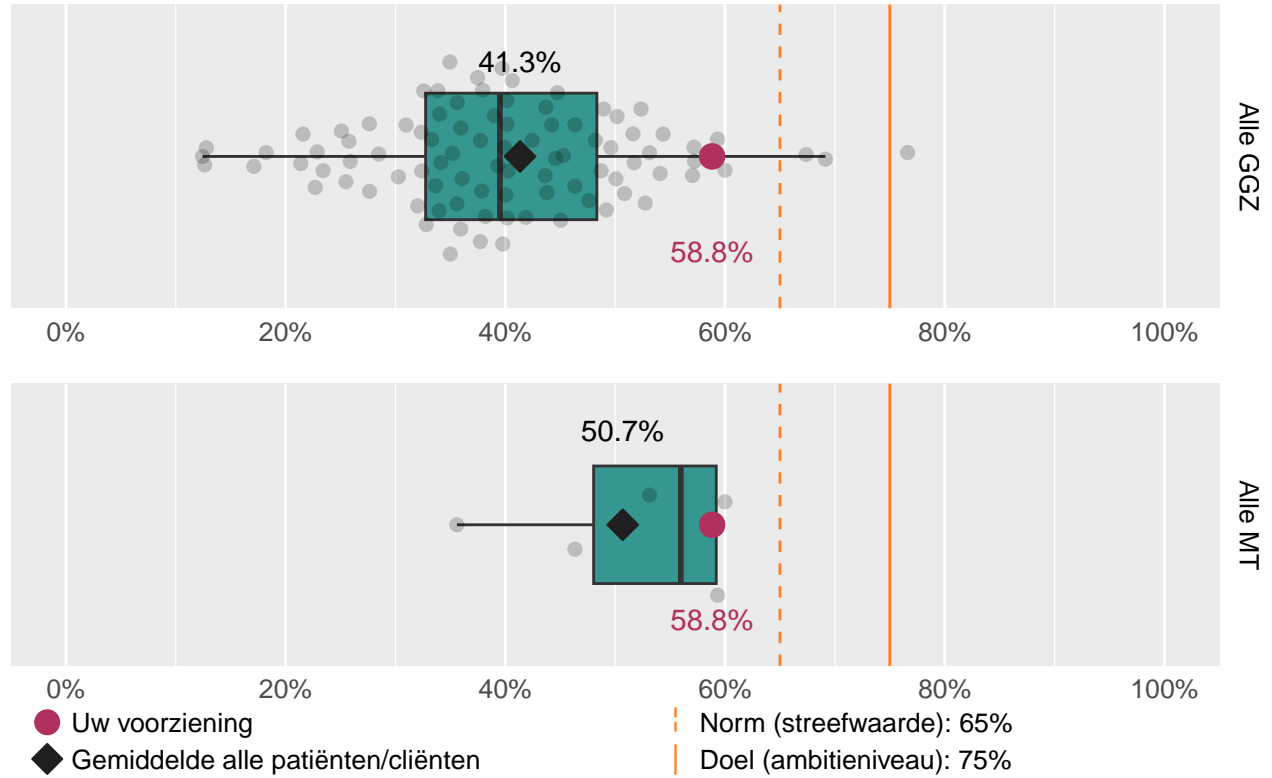 41.3%
58.8%
Alle GGZ
0% 20% 40% 60% 80% 100%
50.7%
58.8%
Alle MT
0% 20% 40% 60% 80% 100%
Uw voorziening
Gemiddelde alle patiënten/cliënten
Norm (streefwaarde): 65%
Doel (ambitieniveau): 75%